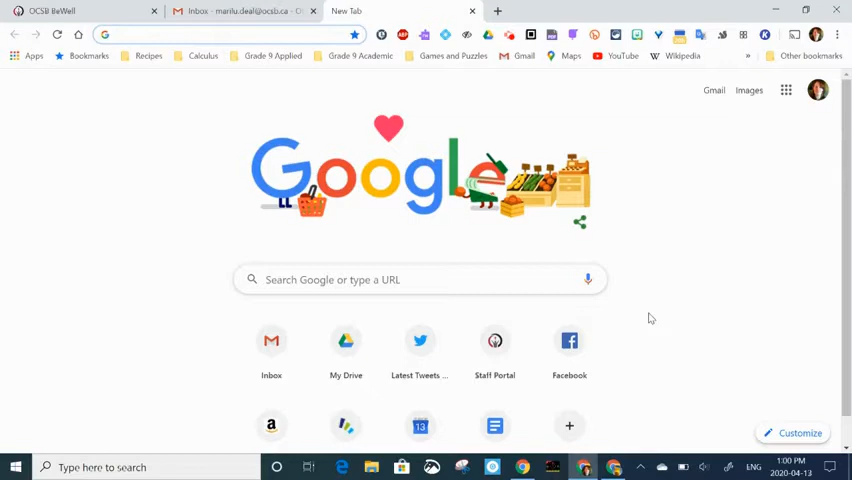 OCSB BeWell
Inbox - marilu.deal@ocsb.ca - O
New Tab
Apps
Bookmarks
Recipes
Calculus
Grade 9 Applied
Grade 9 Academic
Games and Puzzles
Gmail
Maps
YouTube
Wikipedia
»
Other bookmarks
Gmail
Images
Google
Search Google or type a URL
Inbox
My Drive
Latest Tweets ...
Staff Portal
Facebook
13
Customize
Type here to search
ENG
1:00 PM
2020-04-13